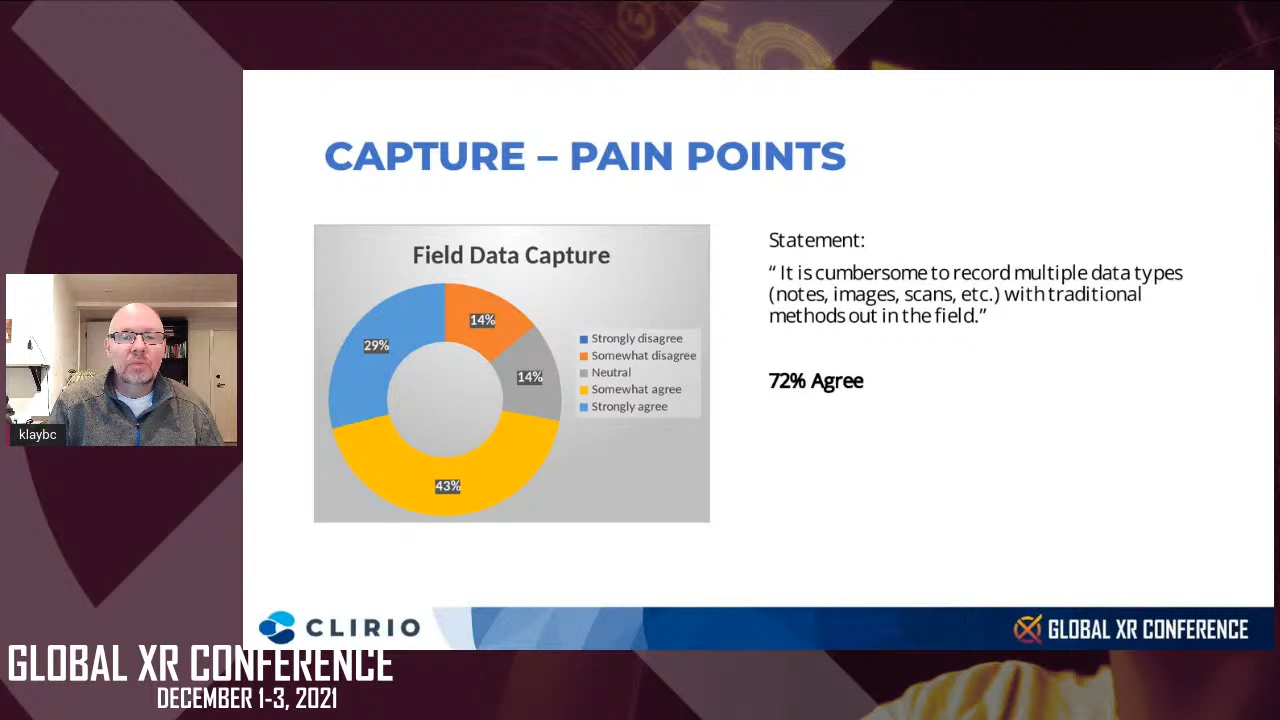 CAPTURE – PAIN POINTS
Field Data Capture
14%
29%
14%
43%
Strongly disagree
Somewhat disagree
Neutral
Somewhat agree
Strongly agree
Statement:
“ It is cumbersome to record multiple data types
(notes, images, scans, etc.) with traditional
methods out in the field.”
72% Agree
klaybc
CLIRIO
GLOBAL XR CONFERENCE
GLOBAL XR CONFERENCE
DECEMBER 1-3, 2021